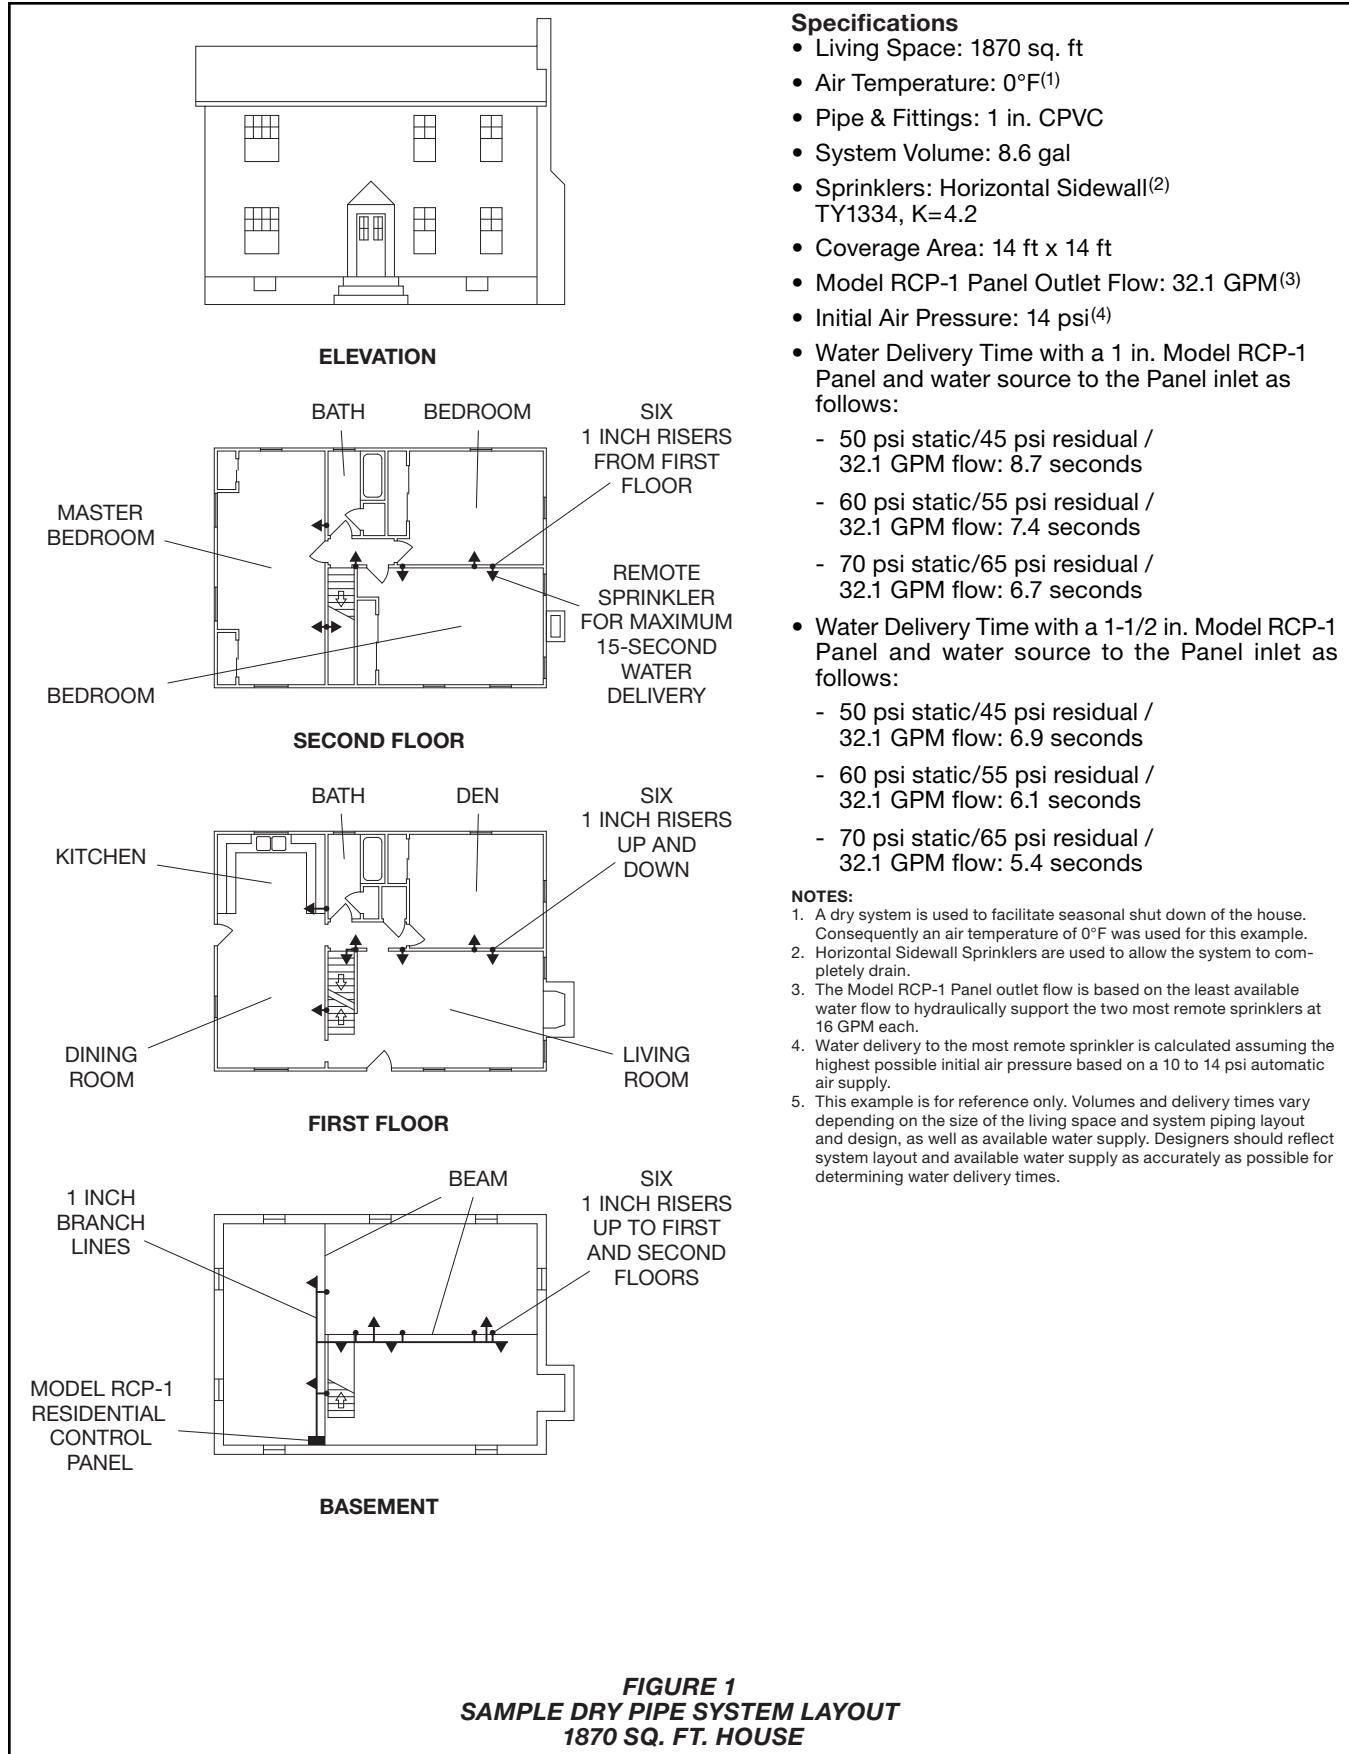 ELEVATION
BATH
BEDROOM
SIX
1 INCH RISERS
FROM FIRST
FLOOR
MASTER
BEDROOM
REMOTE
SPRINKLER
FOR MAXIMUM
15-SECOND
WATER
DELIVERY
BEDROOM
SECOND FLOOR
BATH
DEN
SIX
1 INCH RISERS
UP AND
DOWN
KITCHEN
DINING
ROOM
LIVING
ROOM
FIRST FLOOR
1 INCH
BRANCH
LINES
BEAM
SIX
1 INCH RISERS
UP TO FIRST
AND SECOND
FLOORS
MODEL RCP-1
RESIDENTIAL
CONTROL
PANEL
BASEMENT
Specifications
• Living Space: 1870 sq. ft
• Air Temperature: 0°F(1)
• Pipe & Fittings: 1 in. CPVC
• System Volume: 8.6 gal
• Sprinklers: Horizontal Sidewall(2)
TY1334, K=4.2
• Coverage Area: 14 ft x 14 ft
• Model RCP-1 Panel Outlet Flow: 32.1 GPM(3)
• Initial Air Pressure: 14 psi(4)
• Water Delivery Time with a 1 in. Model RCP-1
Panel and water source to the Panel inlet as
follows:
- 50 psi static/45 psi residual /
32.1 GPM flow: 8.7 seconds
- 60 psi static/55 psi residual /
32.1 GPM flow: 7.4 seconds
- 70 psi static/65 psi residual /
32.1 GPM flow: 6.7 seconds
• Water Delivery Time with a 1-1/2 in. Model RCP-1
Panel and water source to the Panel inlet as
follows:
- 50 psi static/45 psi residual /
32.1 GPM flow: 6.9 seconds
- 60 psi static/55 psi residual /
32.1 GPM flow: 6.1 seconds
- 70 psi static/65 psi residual /
32.1 GPM flow: 5.4 seconds
NOTES:
1. A dry system is used to facilitate seasonal shut down of the house.
Consequently an air temperature of 0°F was used for this example.
2. Horizontal Sidewall Sprinklers are used to allow the system to com-
pletely drain.
3. The Model RCP-1 Panel outlet flow is based on the least available
water flow to hydraulically support the two most remote sprinklers at
16 GPM each.
4. Water delivery to the most remote sprinkler is calculated assuming the
highest possible initial air pressure based on a 10 to 14 psi automatic
air supply.
5. This example is for reference only. Volumes and delivery times vary
depending on the size of the living space and system piping layout
and design, as well as available water supply. Designers should reflect
system layout and available water supply as accurately as possible for
determining water delivery times.
FIGURE 1
SAMPLE DRY PIPE SYSTEM LAYOUT
1870 SQ. FT. HOUSE